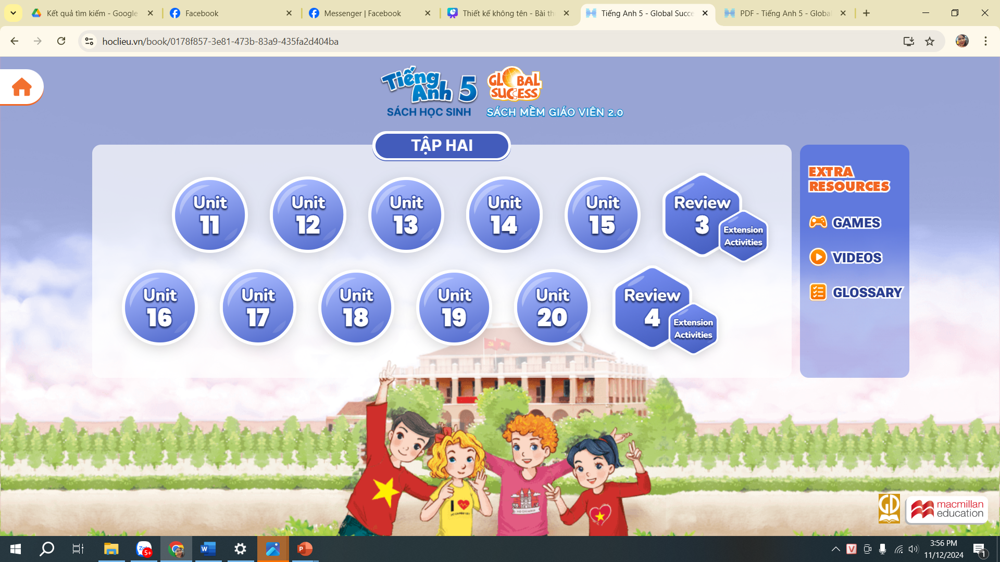 Kết quả tìm kiếm - Google
Facebook
Messenger | Facebook
Thiết kế không tên - Bài th
Tiếng Anh 5 - Global Succe
PDF - Tiếng Anh 5 - Global
hoclieu.vn/book/0178f857-3e81-473b-83a9-435fa2d404ba
Tiếng Anh 5
SÁCH HỌC SINH
GLOBAL SUCCESS
SÁCH MỀM GIÁO VIÊN 2.0
TẬP HAI
Unit 11
Unit 12
Unit 13
Unit 14
Unit 15
Review 3
Extension Activities
Unit 16
Unit 17
Unit 18
Unit 19
Unit 20
Review 4
Extension Activities
EXTRA
RESOURCES
GAMES
VIDEOS
GLOSSARY
I
GD
macmillan
education
5+
W
P
V
3:56 PM
11/12/2024
1